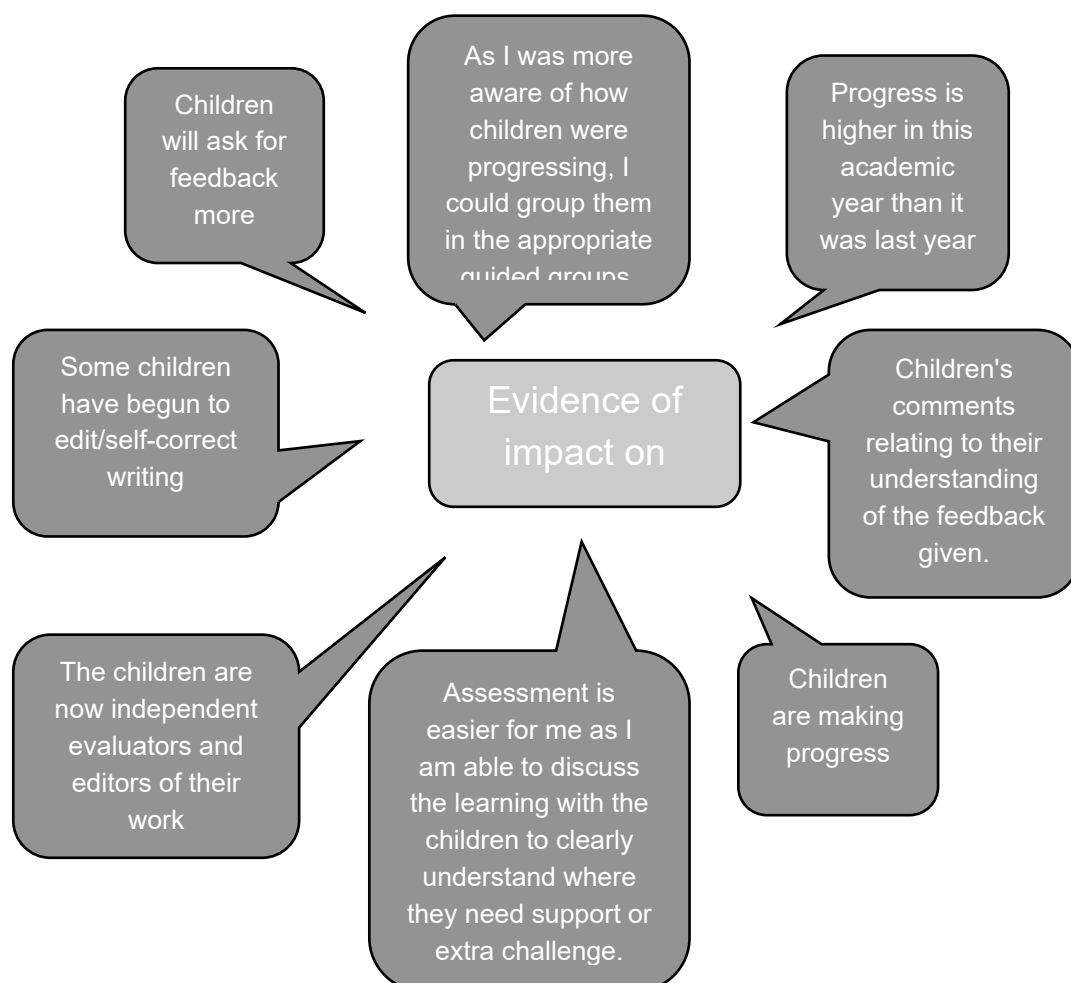 Children
will ask for
feedback
more
As I was more
aware of how
children were
progressing, I
could group them
in the appropriate
guided groups
Progress is
higher in this
academic
year than it
was last year
Some children
have begun to
edit/self-correct
writing
Evidence of
impact on
Children's
comments
relating to their
understanding
of the feedback
given.
The children are
now independent
evaluators and
editors of their
work
Assessment is
easier for me as I
am able to discuss
the learning with the
children to clearly
understand where
they need support or
extra challenge.
Children
are making
progress